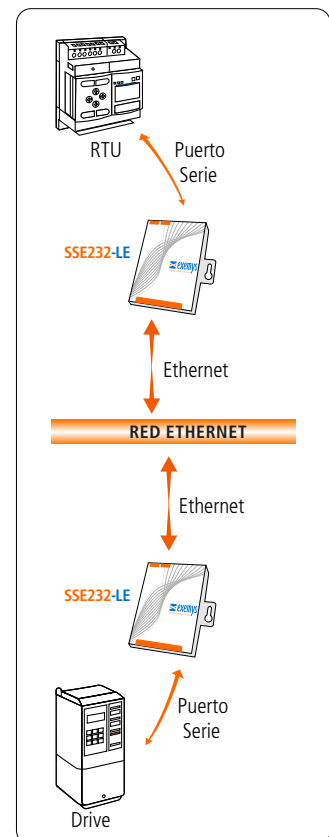 RTU
Puerto
Serie
SSE232-LE
exemys
Ethernet
RED ETHERNET
Ethernet
SSE232-LE
exemys
Puerto
Serie
Drive